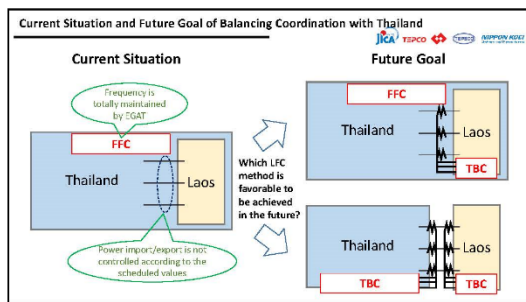 Current Situation and Future Goal of Balancing Coordination with Thailand
JICA TEPCO TEPSCO NIPPON KOEI
Current Situation
Future Goal
Frequency is
totally maintained
by EGAT
FFC
Thailand
Laos
Power import/export is not
controlled according to the
scheduled values
Which LFC
method is
favorable to
be achieved
in the future?
FFC
Thailand
Laos
TBC
Thailand
Laos
TBC
TBC